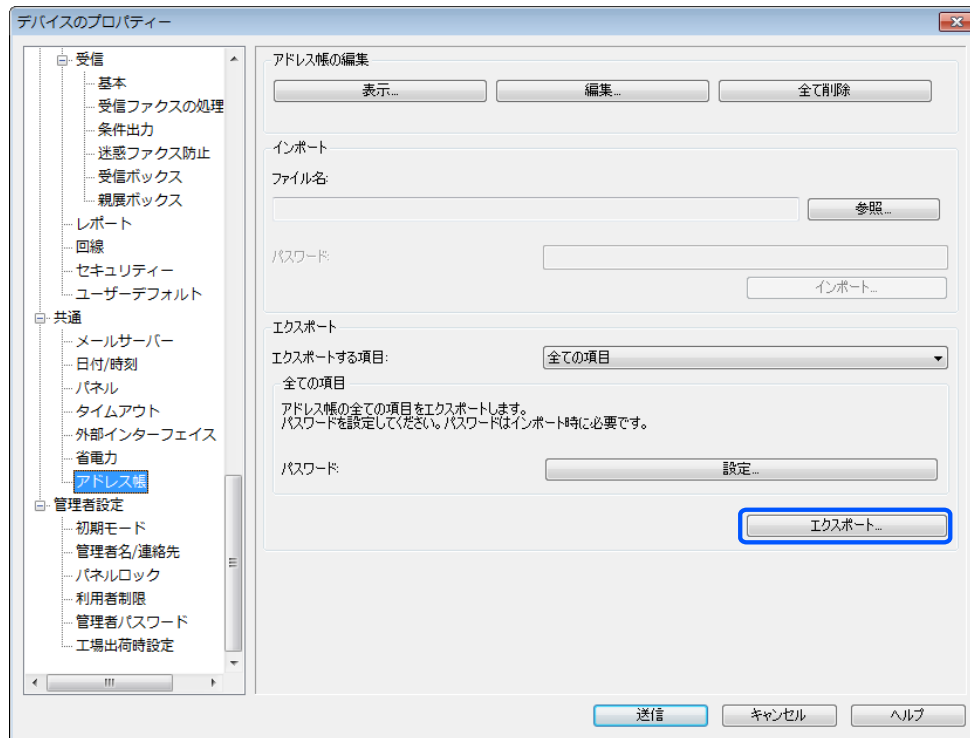 デバイスのプロパティー
受信
基本
受信ファクスの処理
条件出力
迷惑ファクス防止
受信ボックス
親展ボックス
レポート
回線
セキュリティー
ユーザーデフォルト
共通
メールサーバー
日付/時刻
パネル
タイムアウト
外部インターフェイス
省電力
アドレス帳
管理者設定
初期モード
管理者名/連絡先
パネルロック
利用者制限
管理者パスワード
工場出荷時設定
アドレス帳の編集
表示... 編集... 全て削除
インポート
ファイル名:
参照...
パスワード:
インポート...
エクスポート
エクスポートする項目: 全ての項目
全ての項目
アドレス帳の全ての項目をエクスポートします。
パスワードを設定してください。パスワードはインポート時に必要です。
パスワード: 設定...
エクスポート...
送信 キャンセル ヘルプ